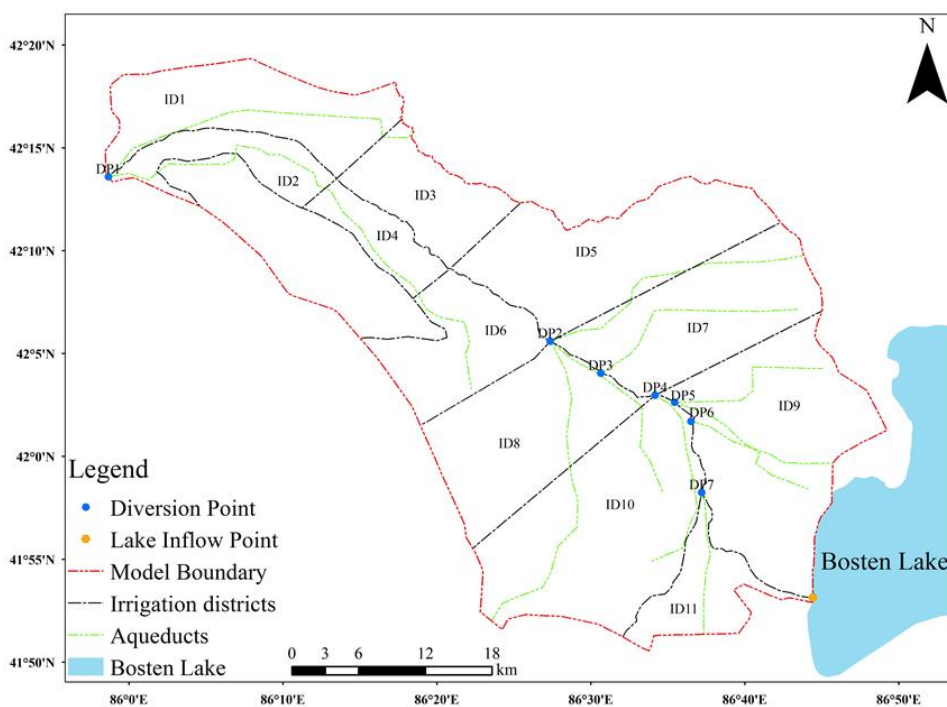 N
42°20'N
42°15'N
42°10'N
42°5'N
42°0'N
41°55'N
41°50'N
ID1
DP1
ID2
ID3
ID4
ID5
ID6
DP2
ID7
DP3
DP4
DP5
DP6
ID9
ID8
DP7
ID10
ID11
Bosten Lake
Legend
Diversion Point
Lake Inflow Point
Model Boundary
Irrigation districts
Aqueducts
Bosten Lake
0 3 6 12 18
km
86°0'E 86°10'E 86°20'E 86°30'E 86°40'E 86°50'E